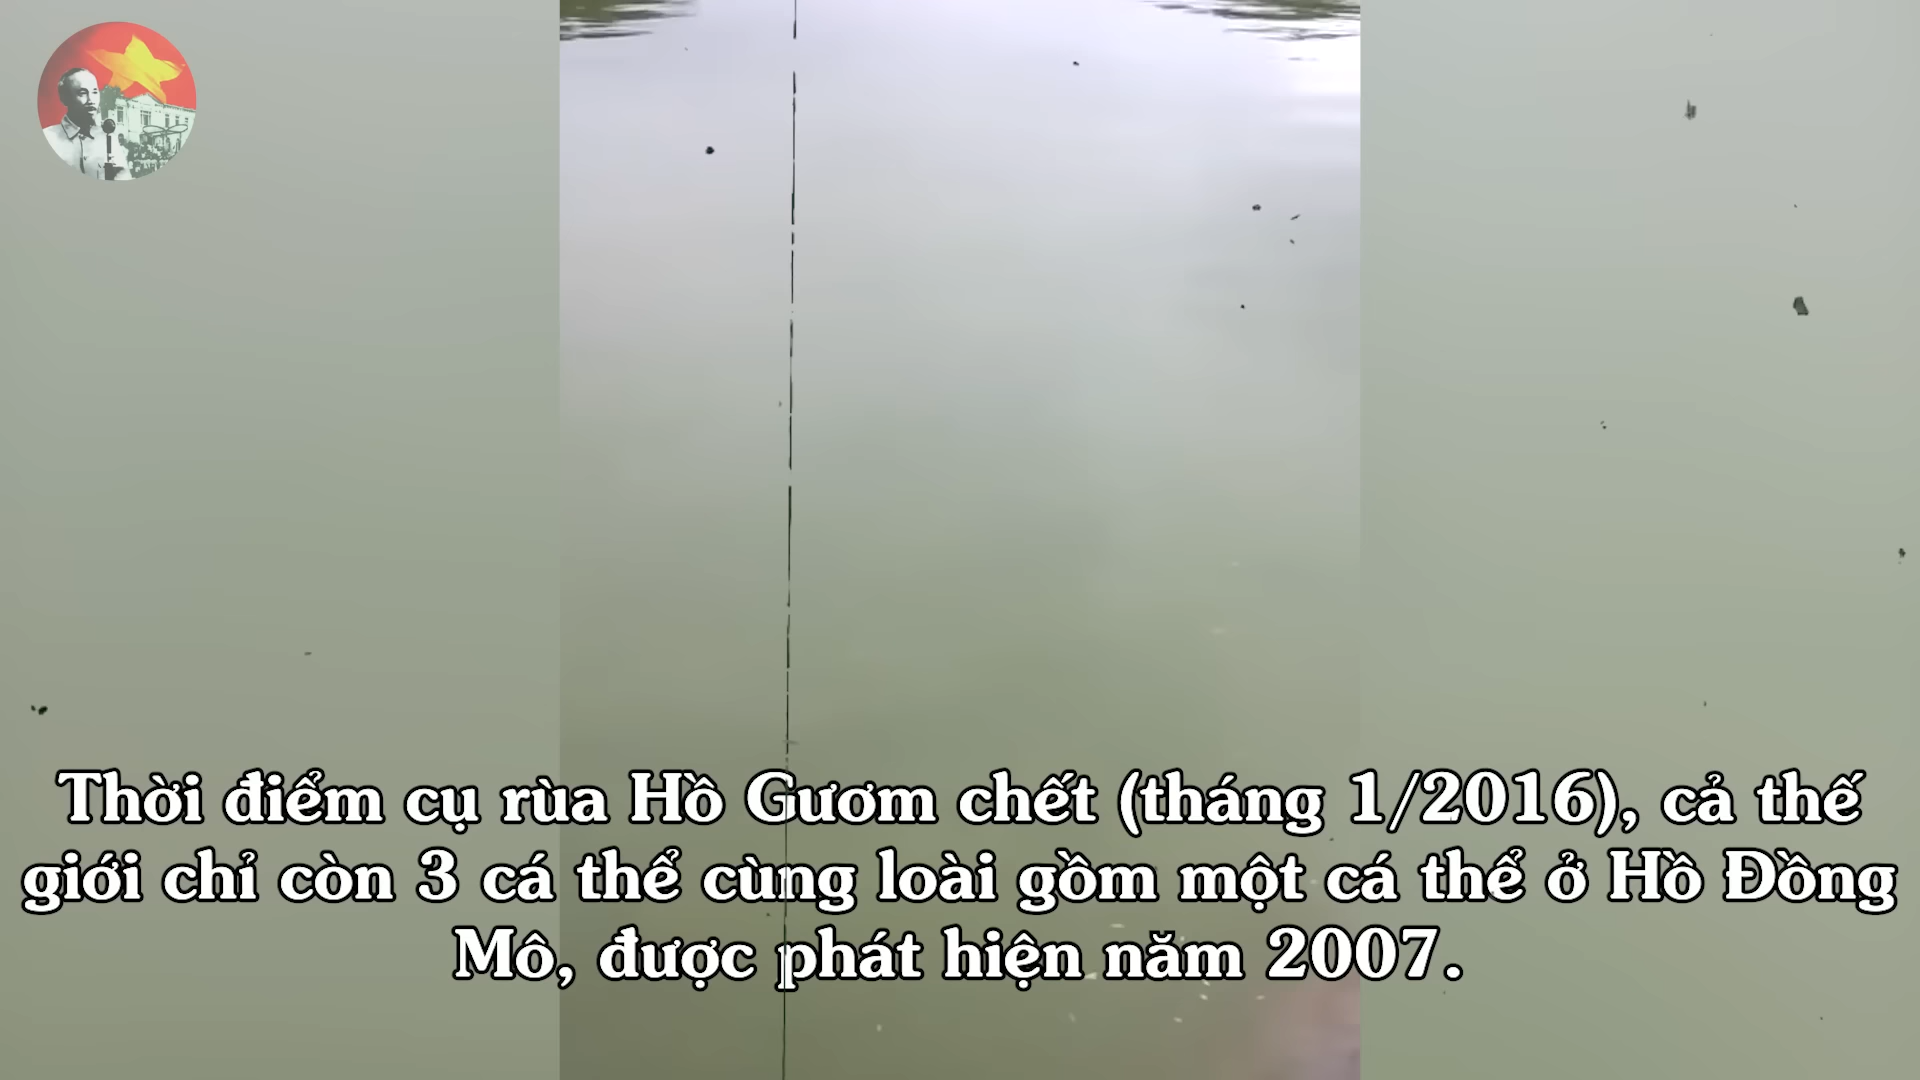 Thời điểm cụ rùa Hồ Gươm chết (tháng 1/2016), cả thế
giới chỉ còn 3 cá thể cùng loài gồm một cá thể ở Hồ Đồng
Mô, được phát hiện năm 2007.